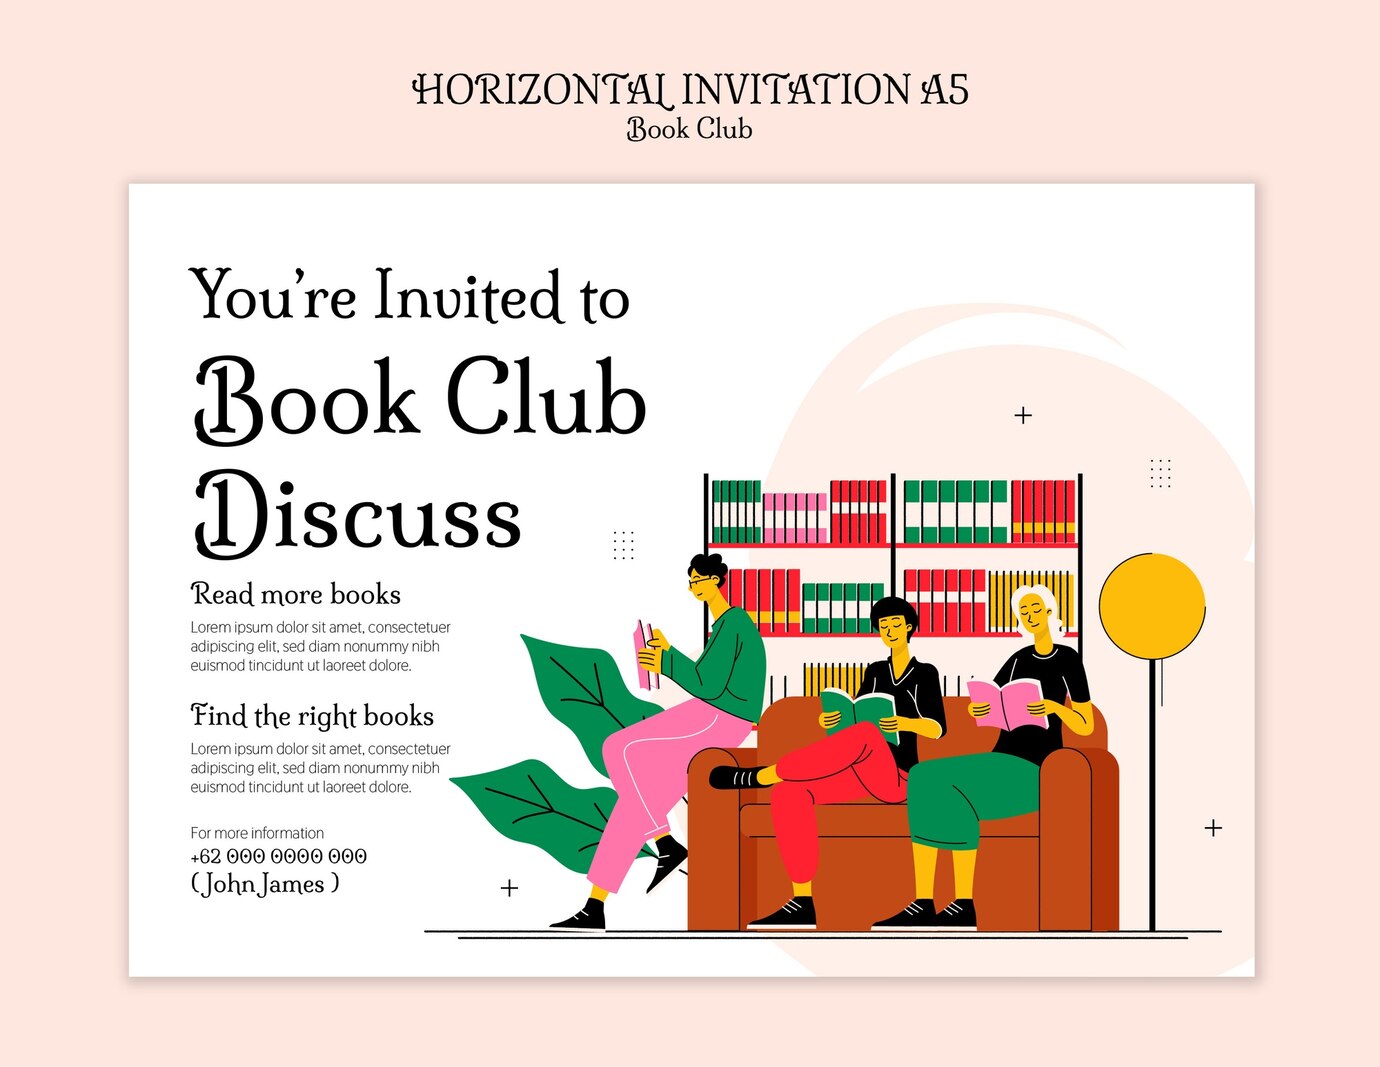 HORIZONTAL INVITATION A5
Book Club
You're Invited to
Book Club
Discuss
Read more books
Lorem ipsum dolor sit amet, consectetuer
adipiscing elit, sed diam nonummy nibh
euismod tincidunt ut laoreet dolore.
Find the right books
Lorem ipsum dolor sit amet, consectetuer
adipiscing elit, sed diam nonummy nibh
euismod tincidunt ut laoreet dolore.
For more information
+62 000 0000 000
( John James )